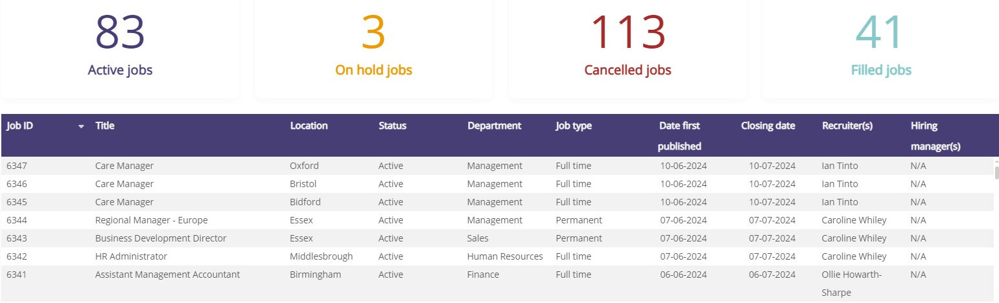 83 3 113 41
Active jobs On hold jobs Cancelled jobs Filled jobs
Job ID Title Location Status Department Job type Date first Closing date Recruiter(s) Hiring
published manager(s)
6347 Care Manager Oxford Active Management Full time 10-06-2024 10-07-2024 Ian Tinto N/A
6346 Care Manager Bristol Active Management Full time 10-06-2024 10-07-2024 Ian Tinto N/A
6345 Care Manager Bidford Active Management Full time 10-06-2024 10-07-2024 Ian Tinto N/A
6344 Regional Manager - Europe Essex Active Management Permanent 07-06-2024 07-07-2024 Caroline Whiley N/A
6343 Business Development Director Essex Active Sales Permanent 07-06-2024 07-07-2024 Caroline Whiley N/A
6342 HR Administrator Middlesbrough Active Human Resources Full time 07-06-2024 07-07-2024 Caroline Whiley N/A
6341 Assistant Management Accountant Birmingham Active Finance Full time 06-06-2024 06-07-2024 Ollie Howarth- N/A
Sharpe